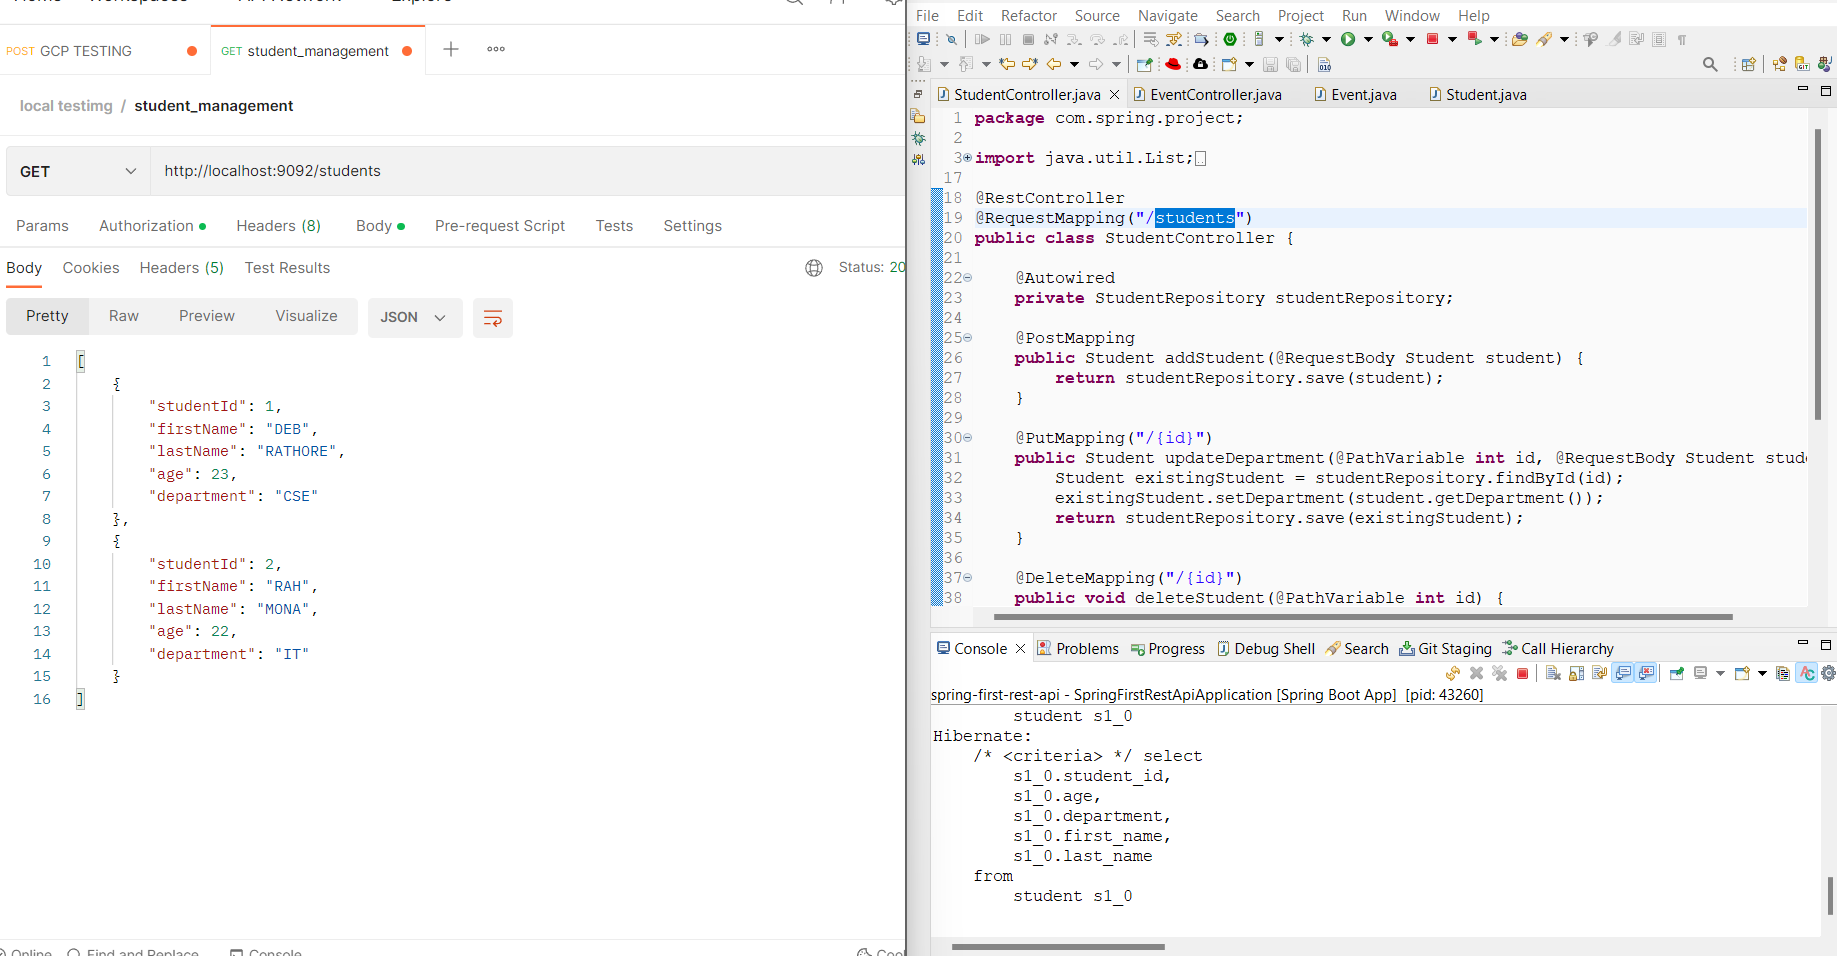 POST GCP TESTING
GET student_management
local testimg / student_management
GET http://localhost:9092/students
Params Authorization Headers (8) Body Pre-request Script Tests Settings
Body Cookies Headers (5) Test Results Status: 20
Pretty Raw Preview Visualize JSON
1 [
2 {
3 "studentId": 1,
4 "firstName": "DEB",
5 "lastName": "RATHORE",
6 "age": 23,
7 "department": "CSE"
8 },
9 {
10 "studentId": 2,
11 "firstName": "RAH",
12 "lastName": "MONA",
13 "age": 22,
14 "department": "IT"
15 }
16 ]
Online Find and Replace Console
File Edit Refactor Source Navigate Search Project Run Window Help
StudentController.java EventController.java Event.java Student.java
1 package com.spring.project;
2
3 import java.util.List;
17
18 @RestController
19 @RequestMapping("/students")
20 public class StudentController {
21
22 @Autowired
23 private StudentRepository studentRepository;
24
25 @PostMapping
26 public Student addStudent(@RequestBody Student student) {
27 return studentRepository.save(student);
28 }
29
30 @PutMapping("/{id}")
31 public Student updateDepartment(@PathVariable int id, @RequestBody Student stude
32 Student existingStudent = studentRepository.findById(id);
33 existingStudent.setDepartment(student.getDepartment());
34 return studentRepository.save(existingStudent);
35 }
36
37 @DeleteMapping("/{id}")
38 public void deleteStudent(@PathVariable int id) {
Console Problems Progress Debug Shell Search Git Staging Call Hierarchy
spring-first-rest-api - SpringFirstRestApiApplication [Spring Boot App] [pid: 43260]
student s1_0
Hibernate:
/* <criteria> */ select
s1_0.student_id,
s1_0.age,
s1_0.department,
s1_0.first_name,
s1_0.last_name
from
student s1_0